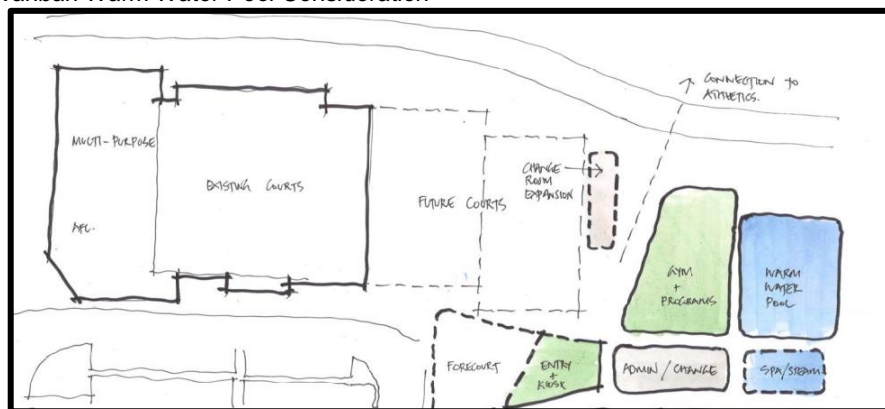 Warm Water Pool Consideration
CONNECTION TO
ATHLETICS.
MULTI-PURPOSE
AFL.
EXISTING COURTS
FUTURE COURTS
CHANGE
ROOM
EXPANSION
GYM
+
PROGRAMS
WARM
WATER
POOL
FORECOURT
ENTRY
+
KIOSK
ADMIN / CHANGE
SPA/STEAM